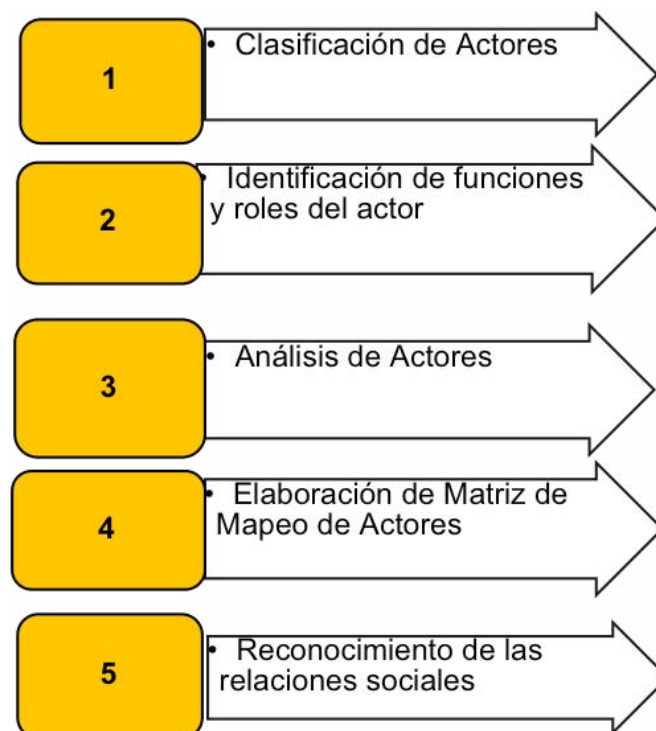 1
• Clasificación de Actores
2
• Identificación de funciones
y roles del actor
3
• Análisis de Actores
4
• Elaboración de Matriz de
Mapeo de Actores
5
• Reconocimiento de las
relaciones sociales